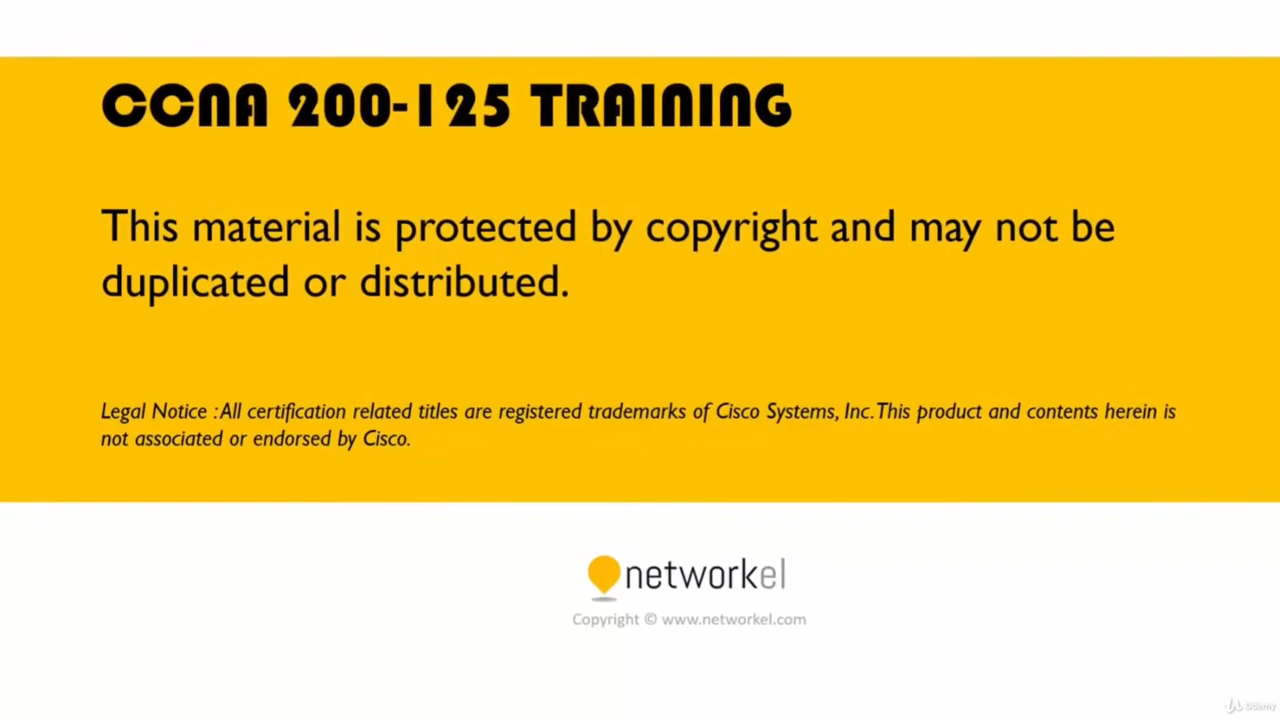 CCNA 200-125 TRAINING
This material is protected by copyright and may not be
duplicated or distributed.
Legal Notice :All certification related titles are registered trademarks of Cisco Systems, Inc.This product and contents herein is
not associated or endorsed by Cisco.
networkel
Copyright © www.networkel.com
Udemy